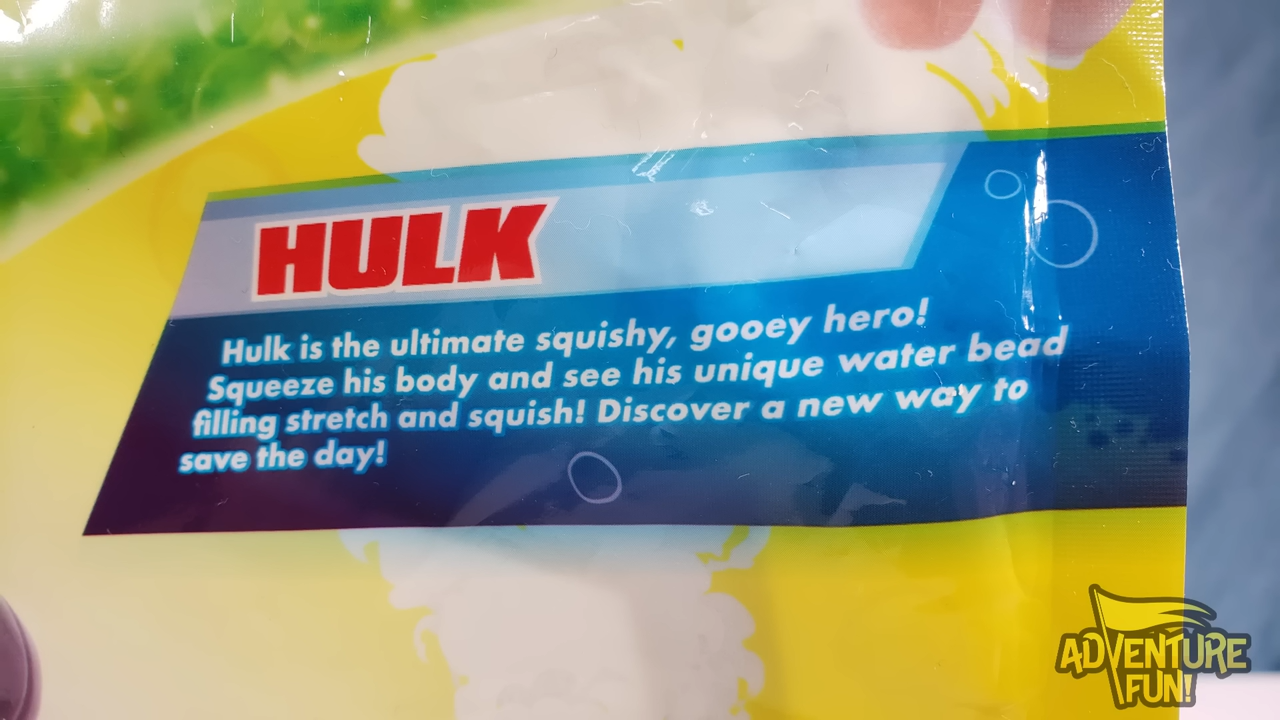 HULK
Hulk is the ultimate squishy, gooey hero!
Squeeze his body and see his unique water bead
filling stretch and squish! Discover a new way to
save the day!
ADVENTURE
FUN!